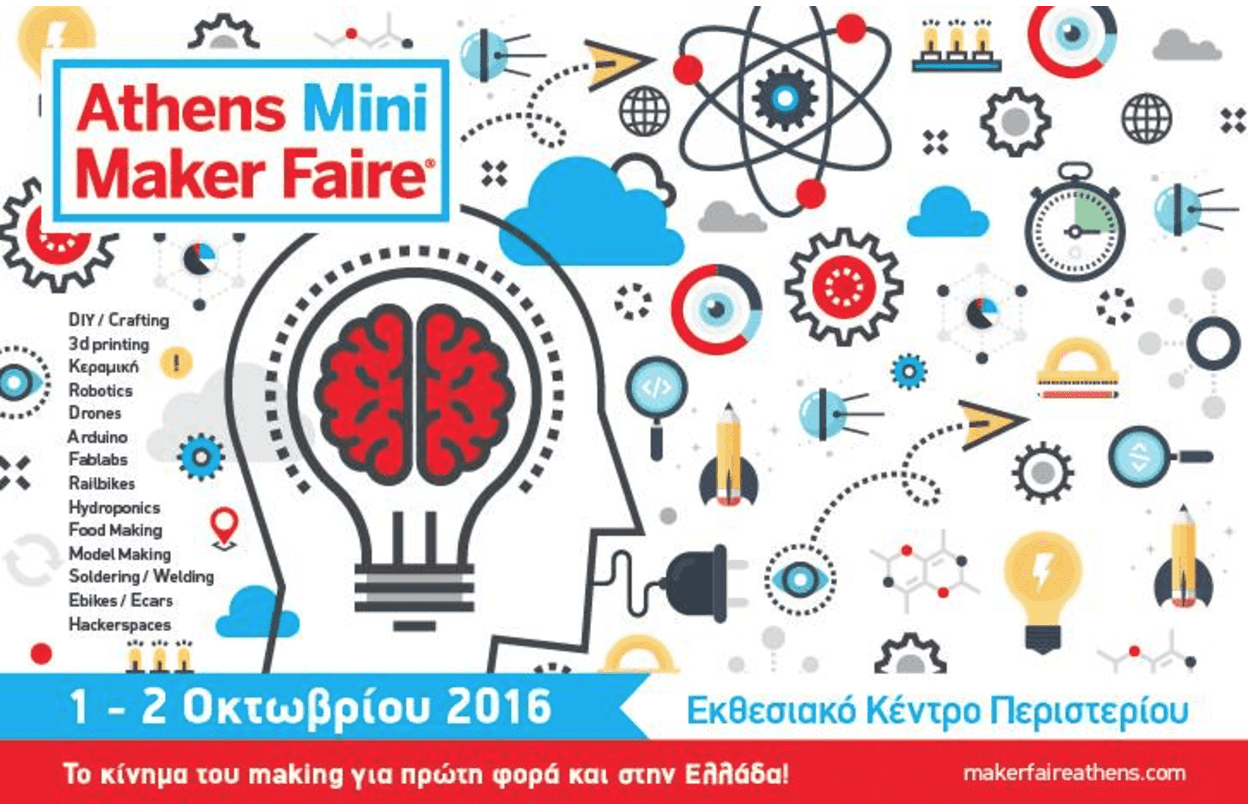 Athens Mini
Maker Faire®
DIY / Crafting
3d printing
Κεραμική
Robotics
Drones
Arduino
Fablabs
Railbikes
Hydroponics
Food Making
Model Making
Soldering / Welding
Ebikes / Ecars
Hackerspaces
1 - 2 Οκτωβρίου 2016
Εκθεσιακό Κέντρο Περιστερίου
Το κίνημα του making για πρώτη φορά και στην Ελλάδα!
makerfaireathens.com